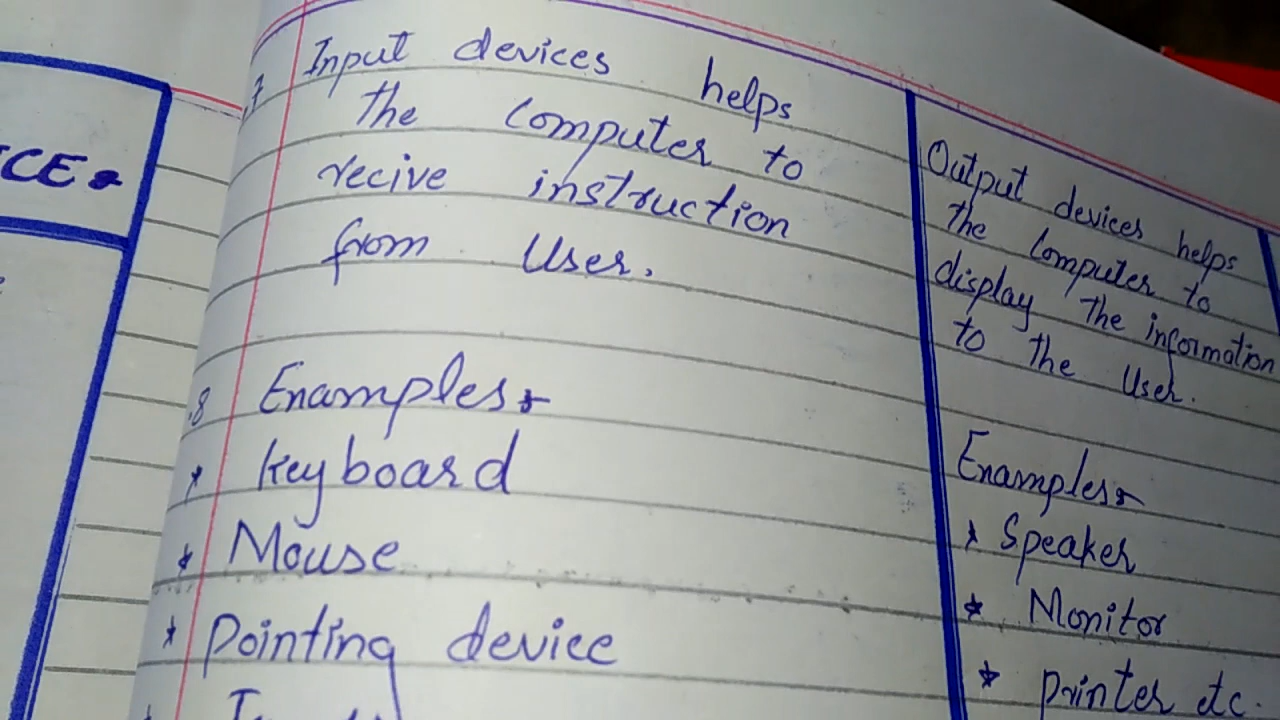 ICE
.7 Input devices helps
the Computer to
recive instruction
from User.
.8 Examples
* Keyboard
* Mouse
* Pointing device
Output devices helps
the Computer to
display the information
to the User.
Examples
* Speaker
* Monitor
* printer etc.